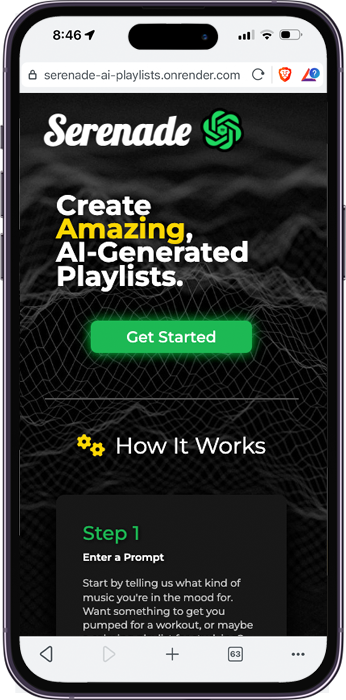 8:46
serenade-ai-playlists.onrender.com
Serenade
Create
Amazing,
AI-Generated
Playlists.
Get Started
How It Works
Step 1
Enter a Prompt
Start by telling us what kind of
music you're in the mood for.
Want something to get you
pumped for a workout, or maybe
63